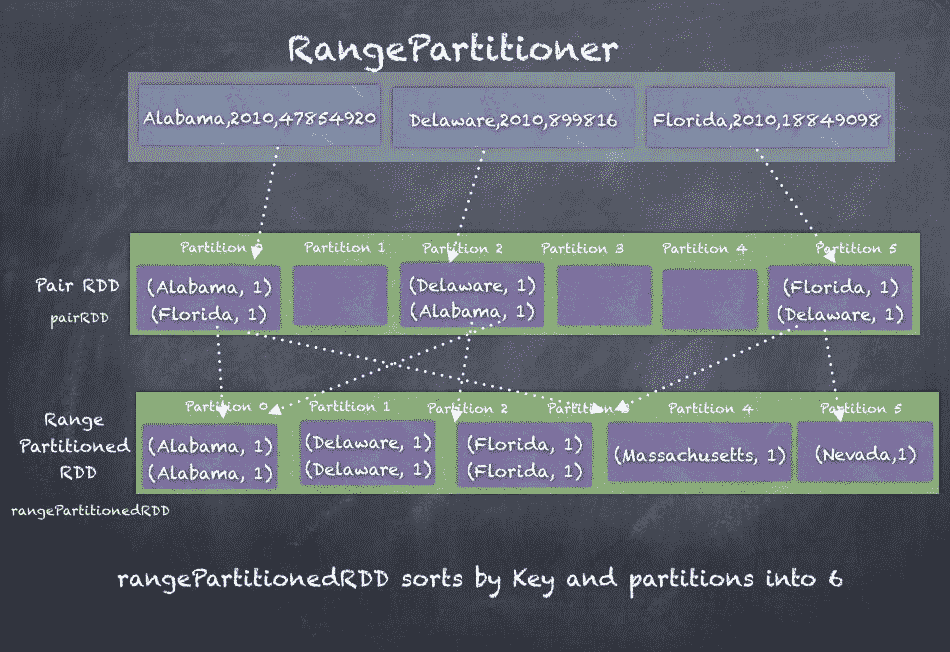 RangePartitioner
Alabama,2010,47854920
Delaware,2010,899816
Florida,2010,18849098
Partition 0
Partition 1
Partition 2
Partition 3
Partition 4
Partition 5
Pair RDD
pairRDD
(Alabama, 1)
(Florida, 1)
(Delaware, 1)
(Alabama, 1)
(Florida, 1)
(Delaware, 1)
Partition 0
Partition 1
Partition 2
Partition 3
Partition 4
Partition 5
Range
Partitioned
RDD
rangePartitionedRDD
(Alabama, 1)
(Alabama, 1)
(Delaware, 1)
(Delaware, 1)
(Florida, 1)
(Florida, 1)
(Massachusetts, 1)
(Nevada,1)
rangePartitionedRDD sorts by Key and partitions into 6